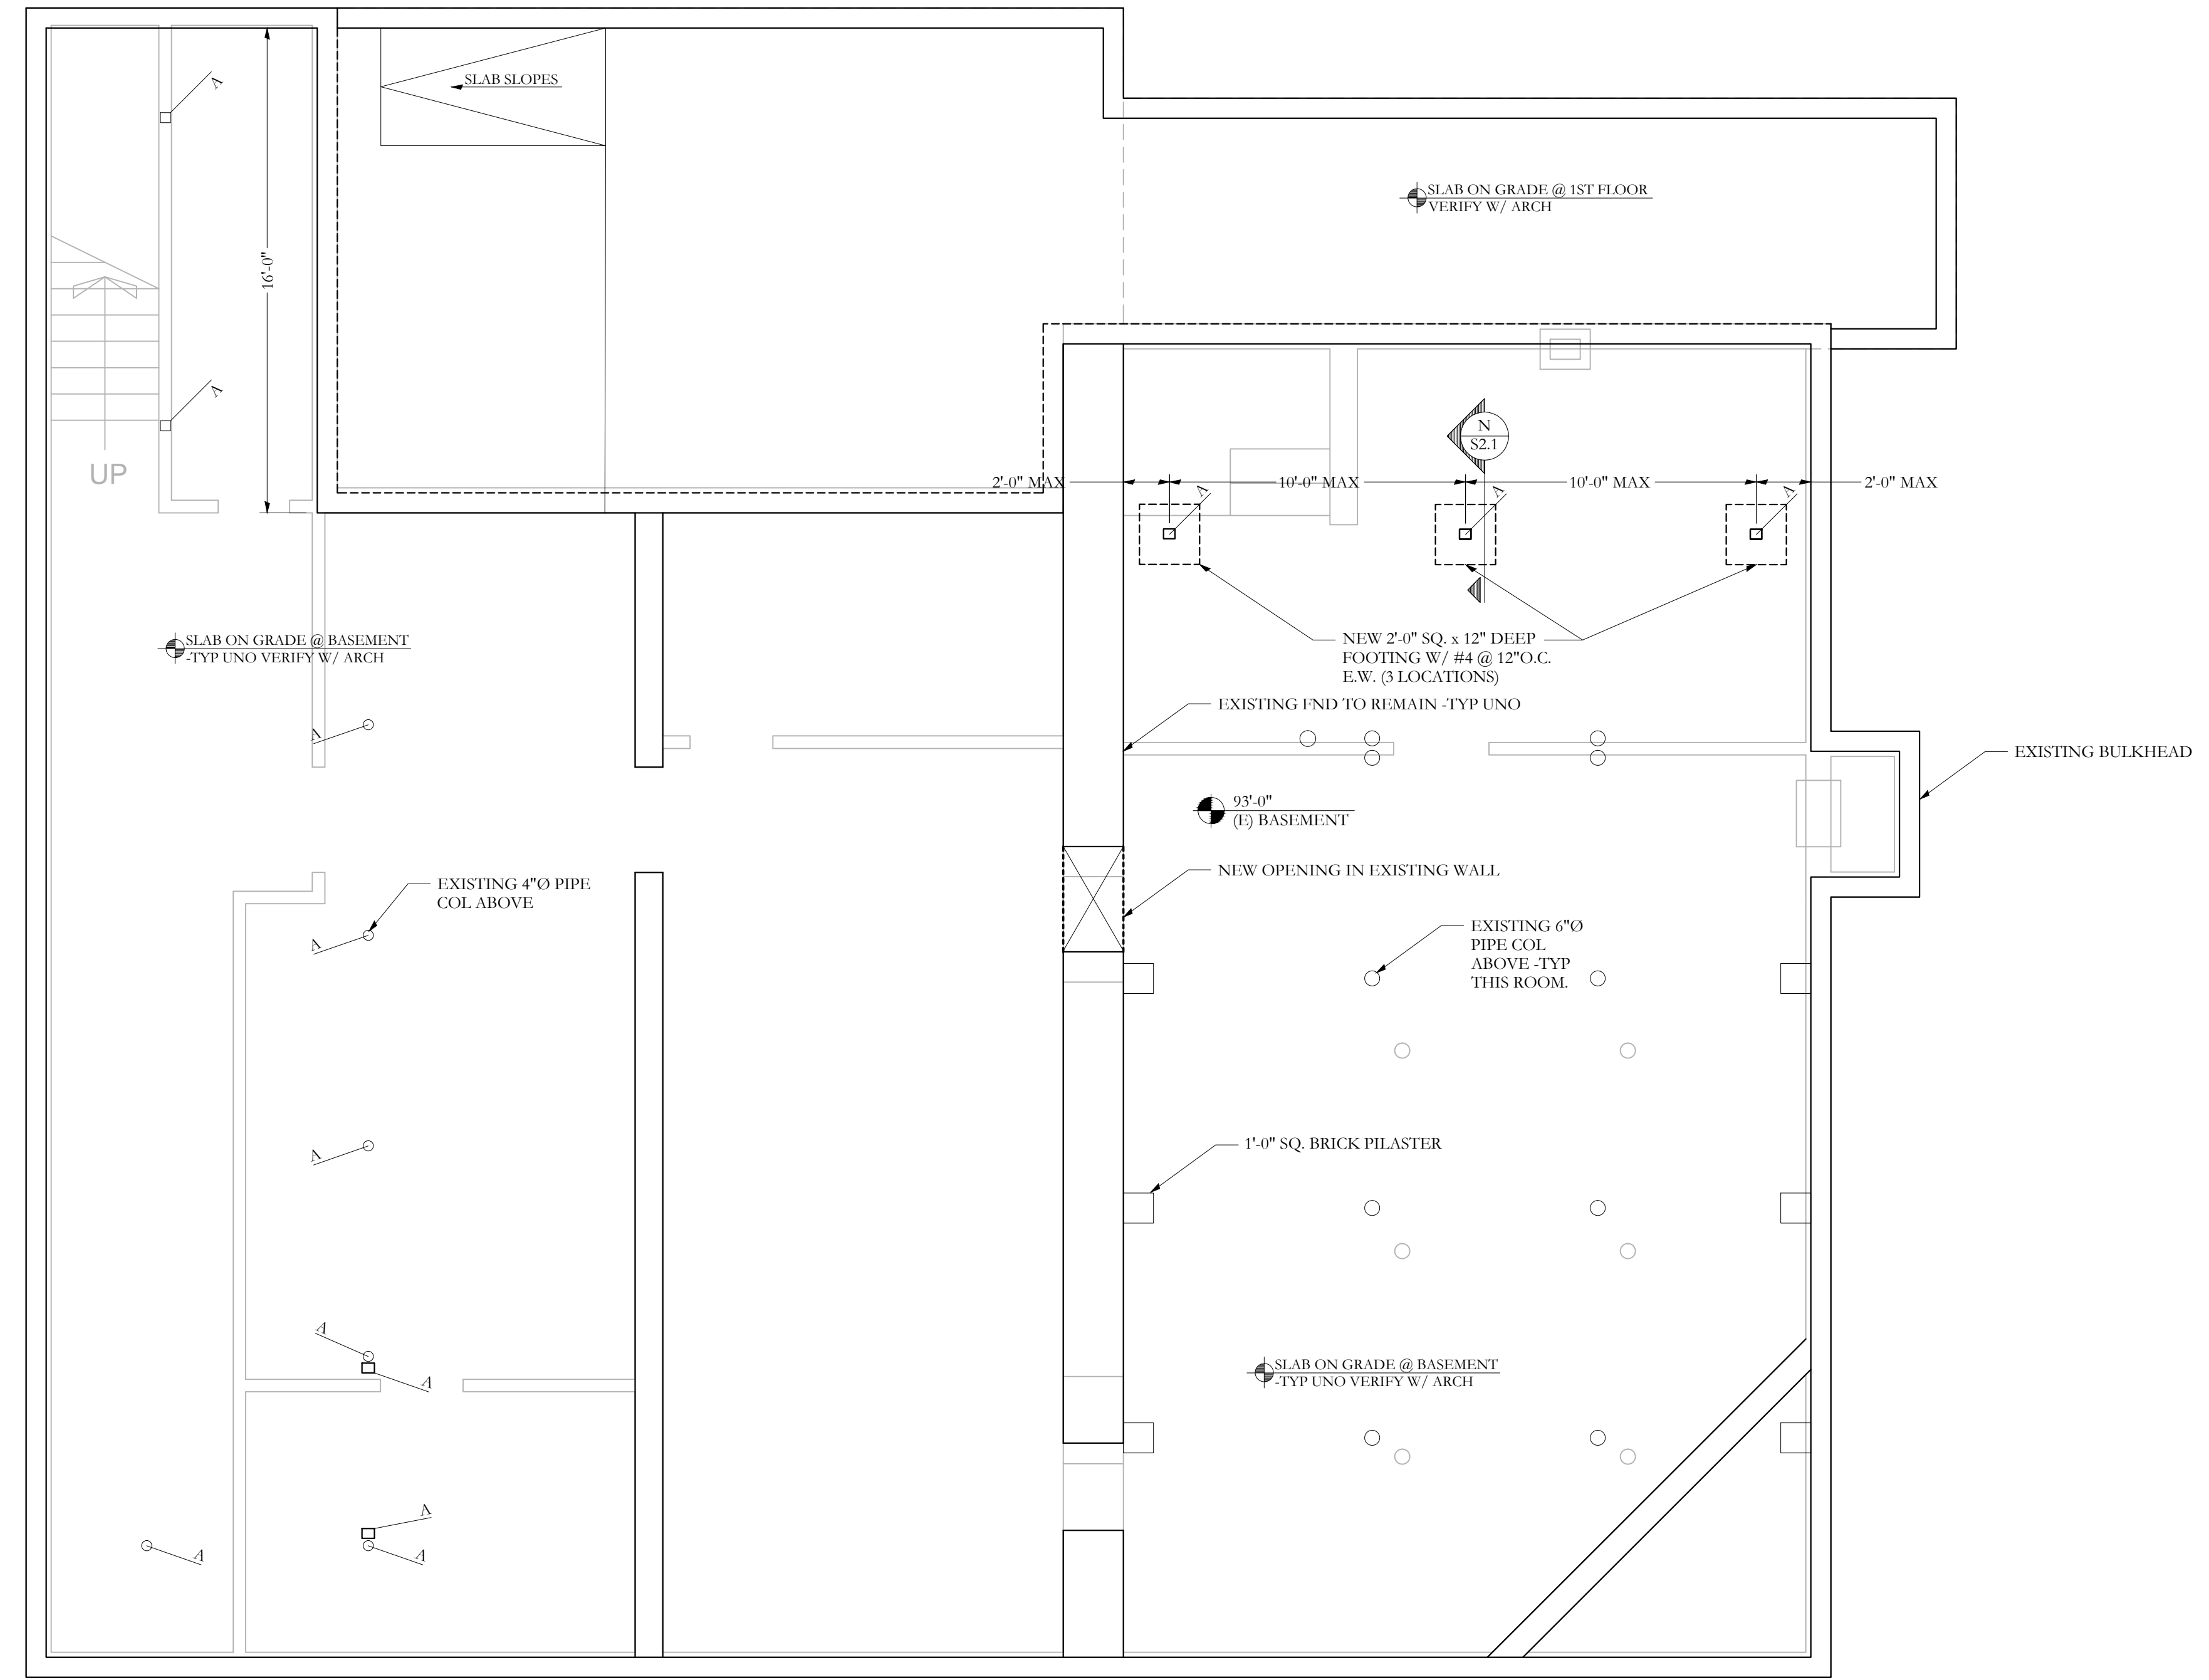 A
SLAB SLOPES
SLAB ON GRADE @ 1ST FLOOR
VERIFY W/ ARCH
16'-0"
A
N
S2.1
UP
2'-0" MAX
10'-0" MAX
10'-0" MAX
2'-0" MAX
A
A
A
SLAB ON GRADE @ BASEMENT
-TYP UNO VERIFY W/ ARCH
NEW 2'-0" SQ. x 12" DEEP
FOOTING W/ #4 @ 12"O.C.
E.W. (3 LOCATIONS)
EXISTING FND TO REMAIN -TYP UNO
A
EXISTING BULKHEAD
93'-0"
(E) BASEMENT
NEW OPENING IN EXISTING WALL
EXISTING 4"Ø PIPE
COL ABOVE
A
EXISTING 6"Ø
PIPE COL
ABOVE -TYP
THIS ROOM.
A
1'-0" SQ. BRICK PILASTER
A
A
SLAB ON GRADE @ BASEMENT
-TYP UNO VERIFY W/ ARCH
A
A
A